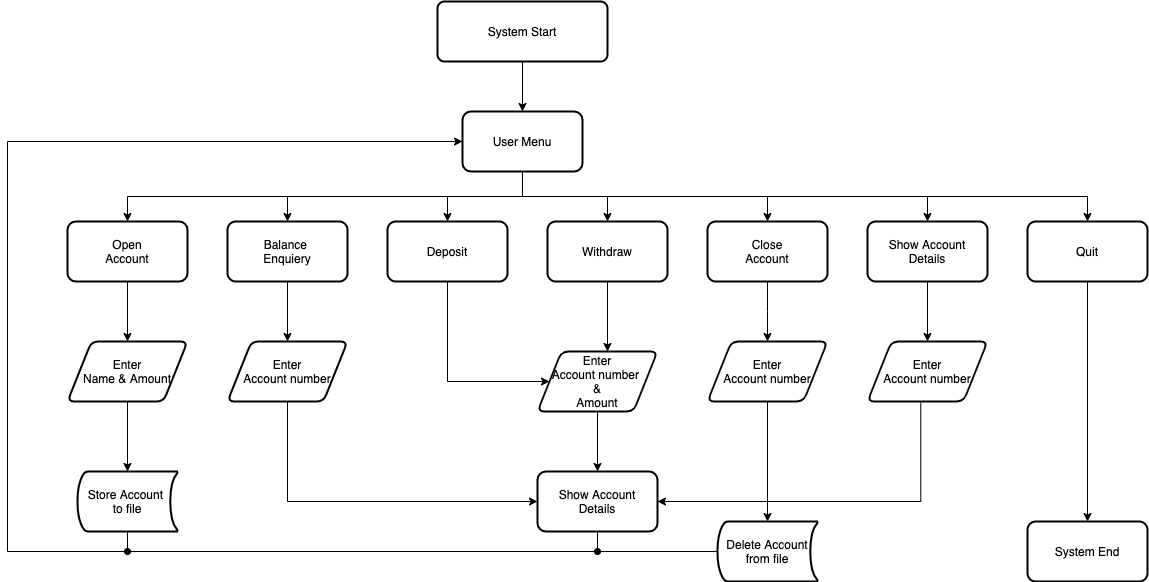 System Start
User Menu
Open
Account
Balance
Enquiery
Deposit
Withdraw
Close
Account
Show Account
Details
Quit
Enter
Name & Amount
Enter
Account number
Enter
Account number
&
Amount
Enter
Account number
Enter
Account number
Store Account
to file
Show Account
Details
Delete Account
from file
System End